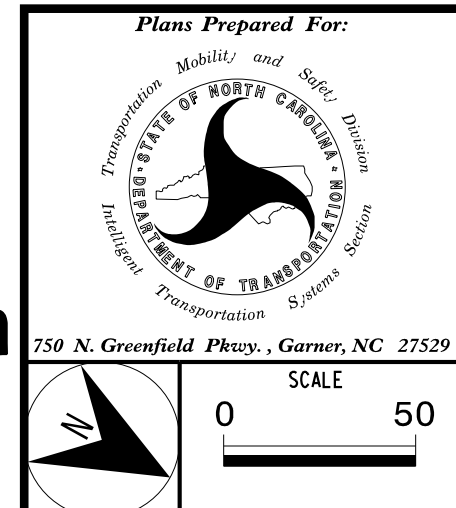 Plans Prepared For:
Transportation Mobility and Safety Division
STATE OF NORTH CAROLINA
DEPARTMENT OF TRANSPORTATION
Intelligent Transportation Systems Section
750 N. Greenfield Pkwy. , Garner, NC 27529
N
SCALE
0 50